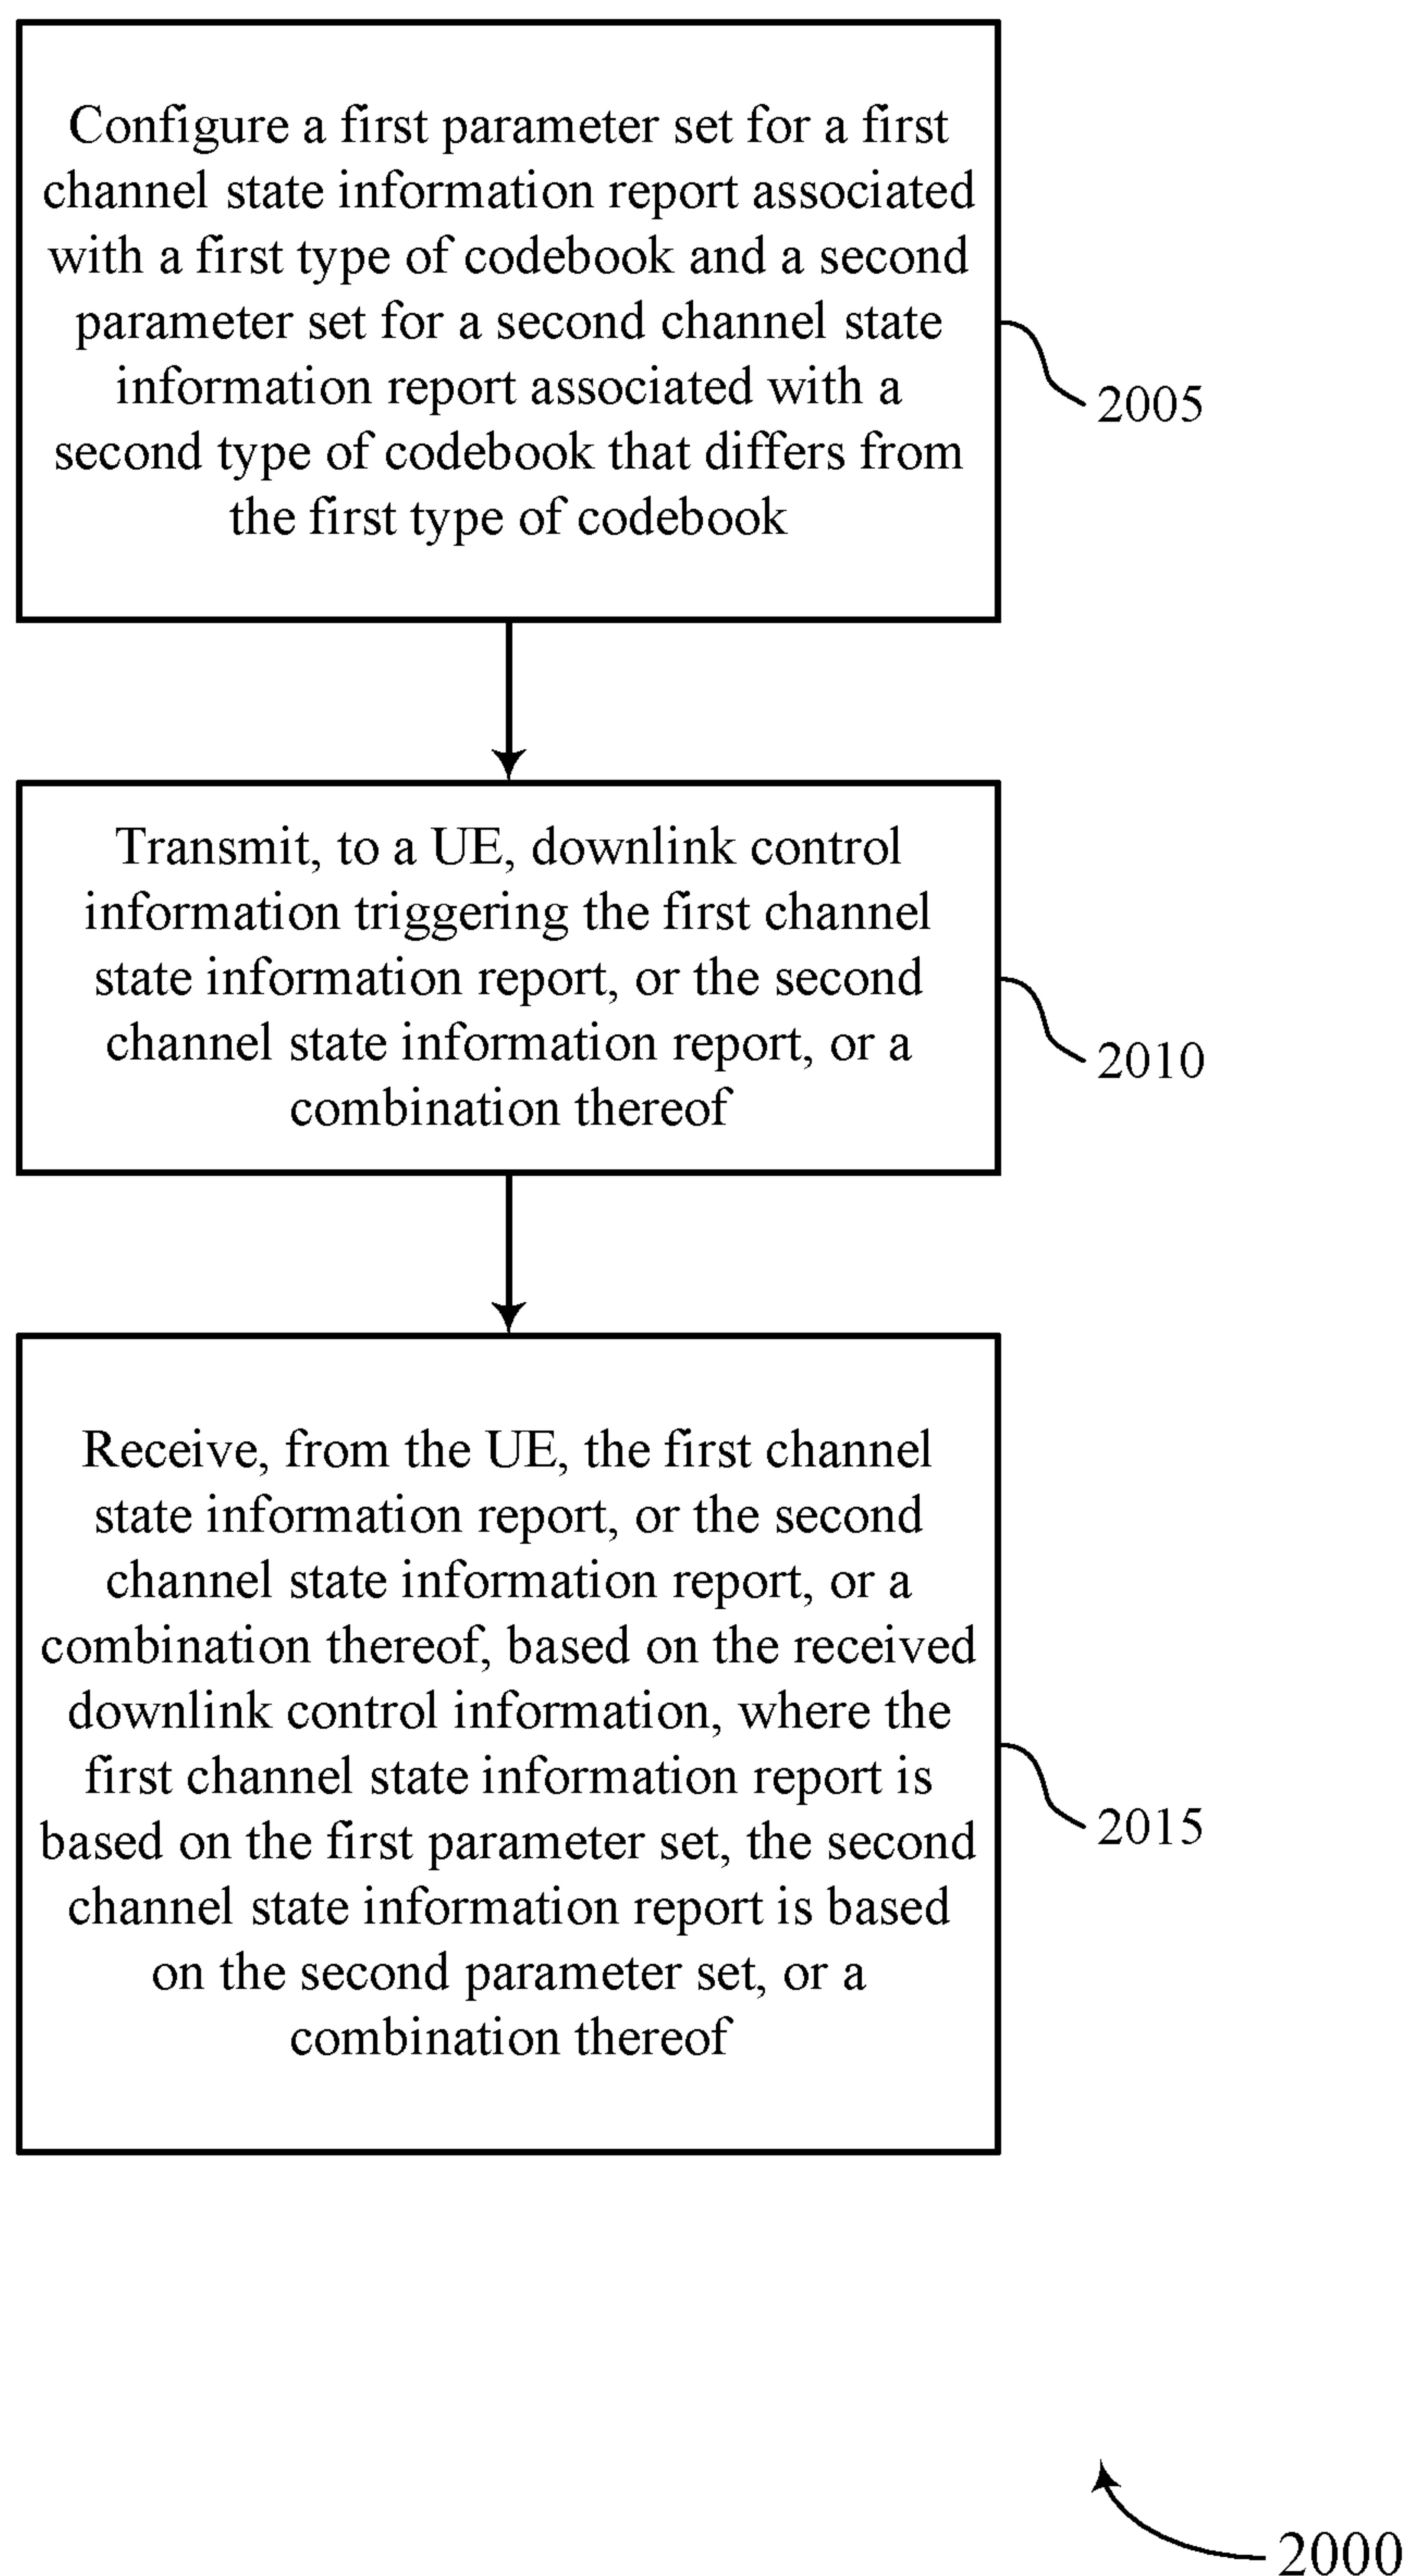 Configure a first parameter set for a first
channel state information report associated
with a first type of codebook and a second
parameter set for a second channel state
information report associated with a
second type of codebook that differs from
the first type of codebook
2005
Transmit, to a UE, downlink control
information triggering the first channel
state information report, or the second
channel state information report, or a
combination thereof
2010
Receive, from the UE, the first channel
state information report, or the second
channel state information report, or a
combination thereof, based on the received
downlink control information, where the
first channel state information report is
based on the first parameter set, the second
channel state information report is based
on the second parameter set, or a
combination thereof
2015
2000